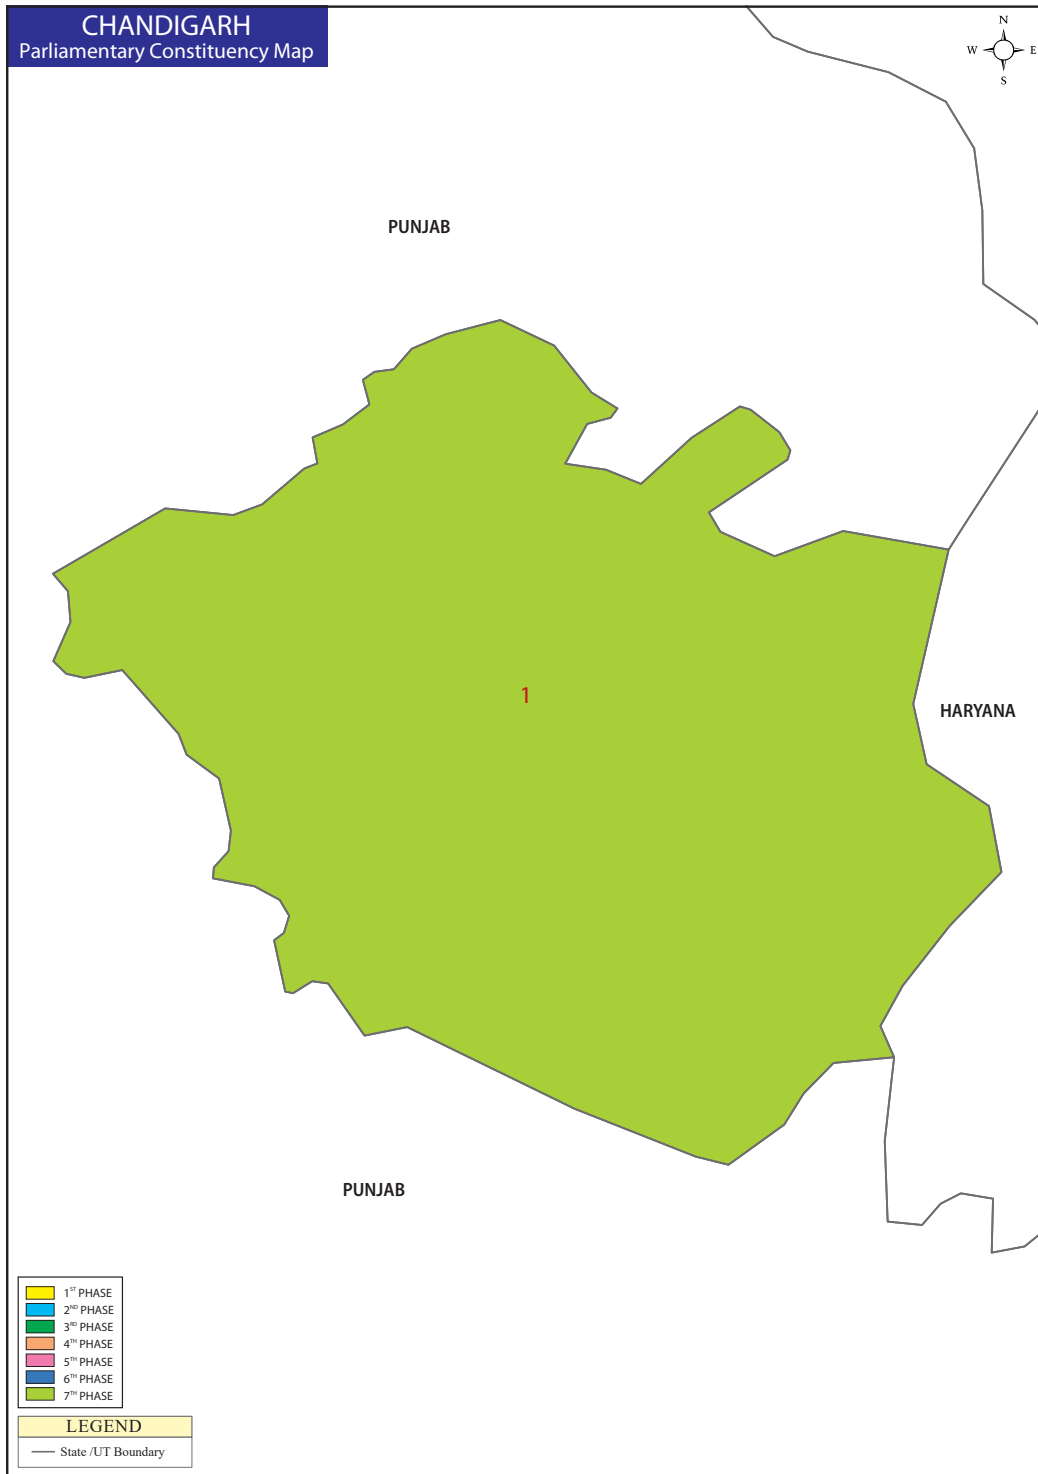 CHANDIGARH
Parliamentary Constituency Map
N
W E
S
PUNJAB
1
HARYANA
PUNJAB
1ST PHASE
2ND PHASE
3RD PHASE
4TH PHASE
5TH PHASE
6TH PHASE
7TH PHASE
LEGEND
State /UT Boundary